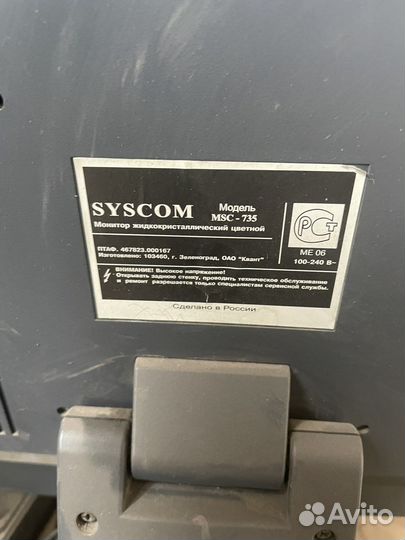 SYSCOM
Модель
MSC - 735
Монитор жидкокристаллический цветной
ПТАФ. 467823.000167
Изготовлено: 103460, г. Зеленоград, ОАО "Квант"
РСТ
МЕ 06
100-240 В~
ВНИМАНИЕ! Высокое напряжение!
Открывать заднюю стенку, проводить техническое обслуживание
и ремонт разрешается только специалистам сервисной службы.
Сделано в России
Avito